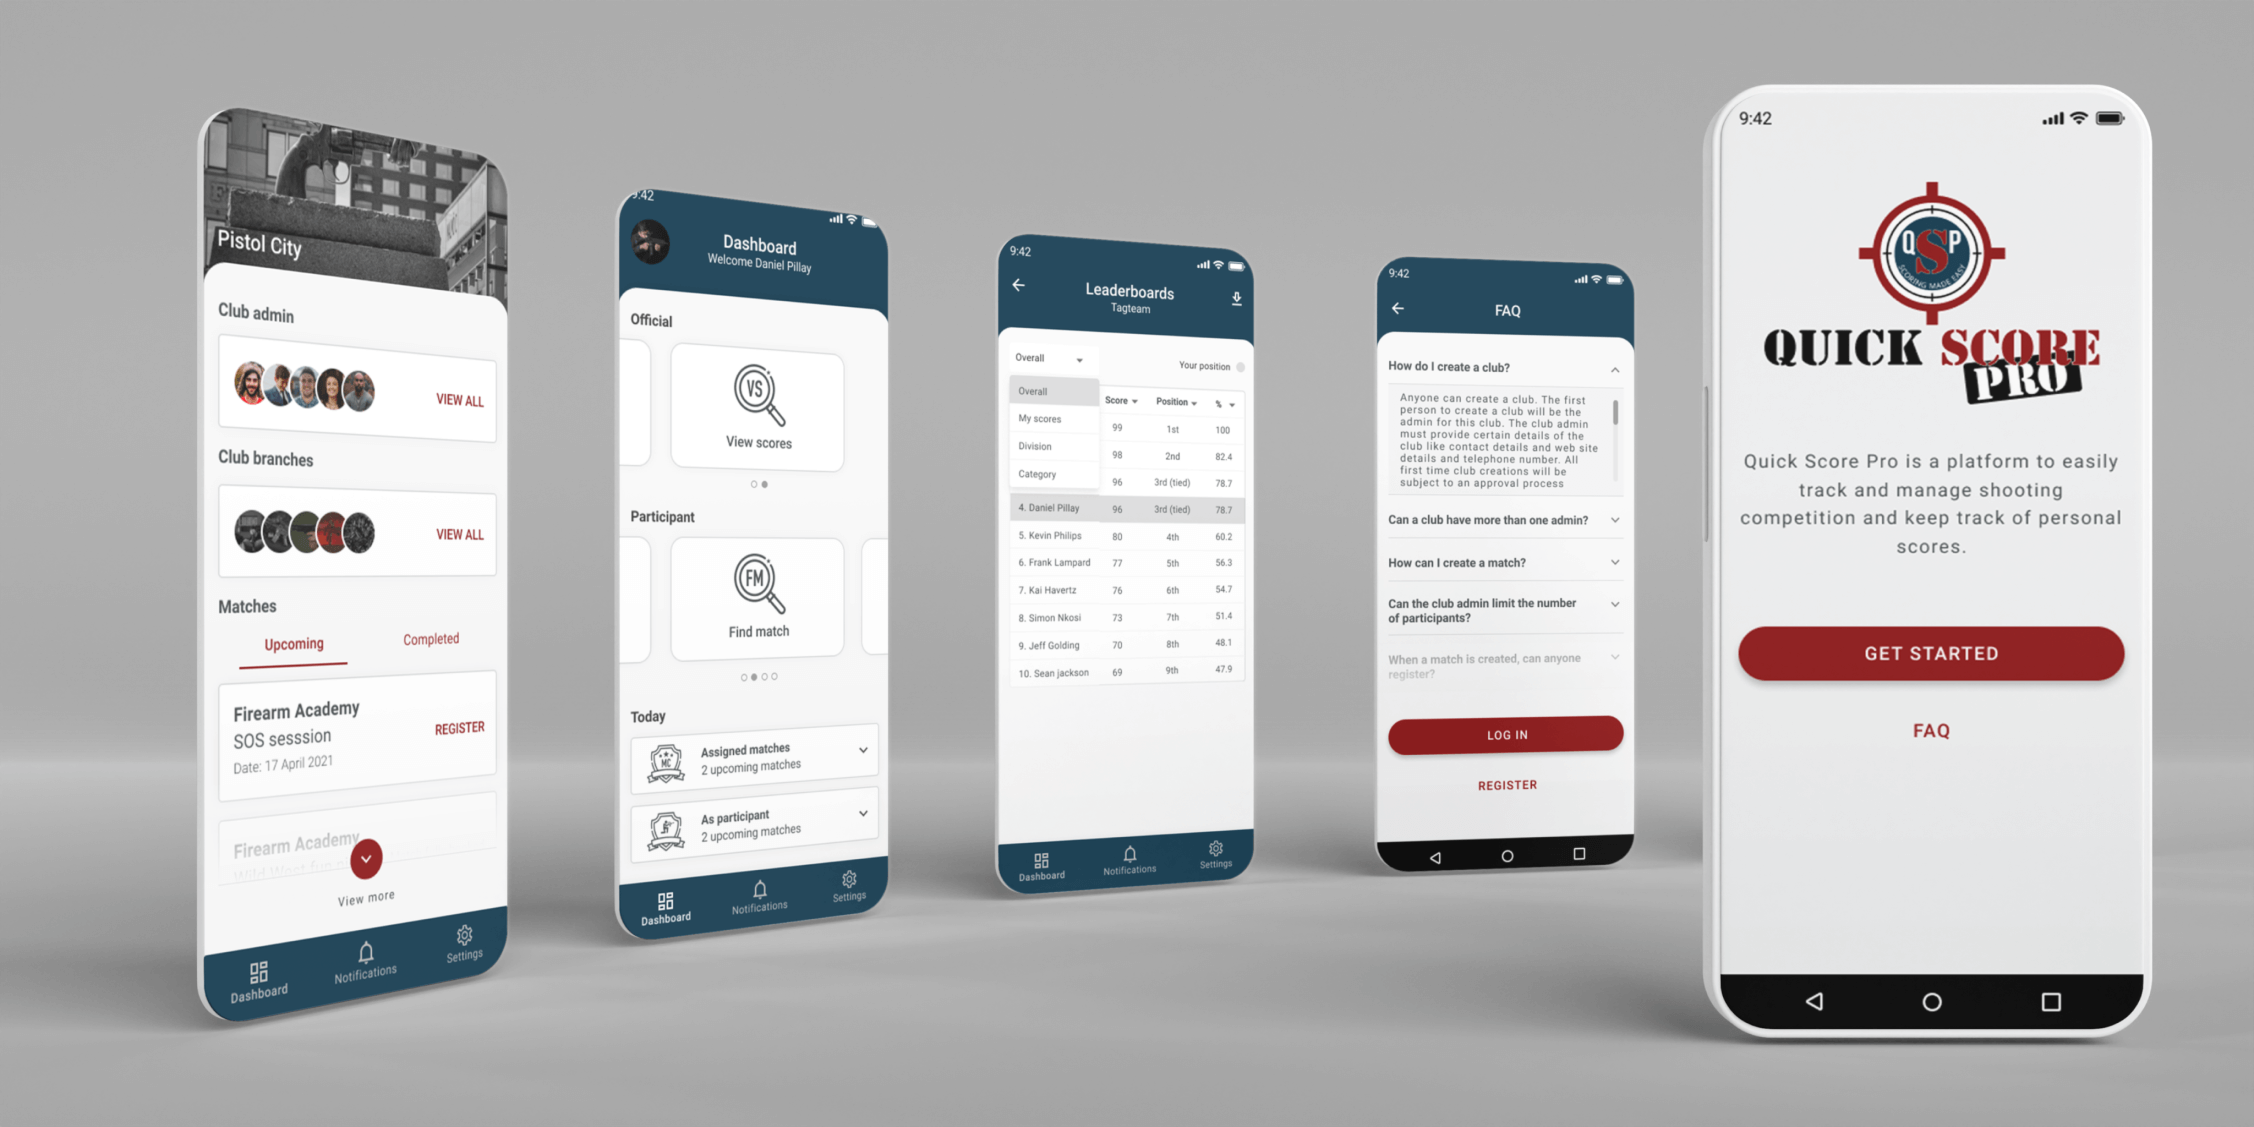 Pistol City
Club admin
VIEW ALL
Club branches
VIEW ALL
Matches
Upcoming
Completed
Firearm Academy
SOS sesssion
Date: 17 April 2021
REGISTER
Firearm Academy
View more
Dashboard
Notifications
Settings
9:42
Dashboard
Welcome Daniel Pillay
Official
VS
View scores
Participant
FM
Find match
Today
MC
Assigned matches
2 upcoming matches
As participant
2 upcoming matches
Dashboard
Notifications
Settings
9:42
Leaderboards
Tagteam
Overall
Your position
Overall
My scores
Division
Category
Score Position %
99 1st 100
98 2nd 82.4
96 3rd (tied) 78.7
4. Daniel Pillay 96 3rd (tied) 78.7
5. Kevin Philips 80 4th 60.2
6. Frank Lampard 77 5th 56.3
7. Kai Havertz 76 6th 54.7
8. Simon Nkosi 73 7th 51.4
9. Jeff Golding 70 8th 48.1
10. Sean jackson 69 9th 47.9
Dashboard
Notifications
Settings
9:42
FAQ
How do I create a club?
Anyone can create a club. The first
person to create a club will be the
admin for this club. The club admin
must provide certain details of the
club like contact details and web site
details and telephone number. All
first time club creations will be
subject to an approval process
Can a club have more than one admin?
How can I create a match?
Can the club admin limit the number
of participants?
When a match is created, can anyone
register?
LOG IN
REGISTER
9:42
QSP
SCORING MADE EASY
QUICK SCORE
PRO
Quick Score Pro is a platform to easily
track and manage shooting
competition and keep track of personal
scores.
GET STARTED
FAQ